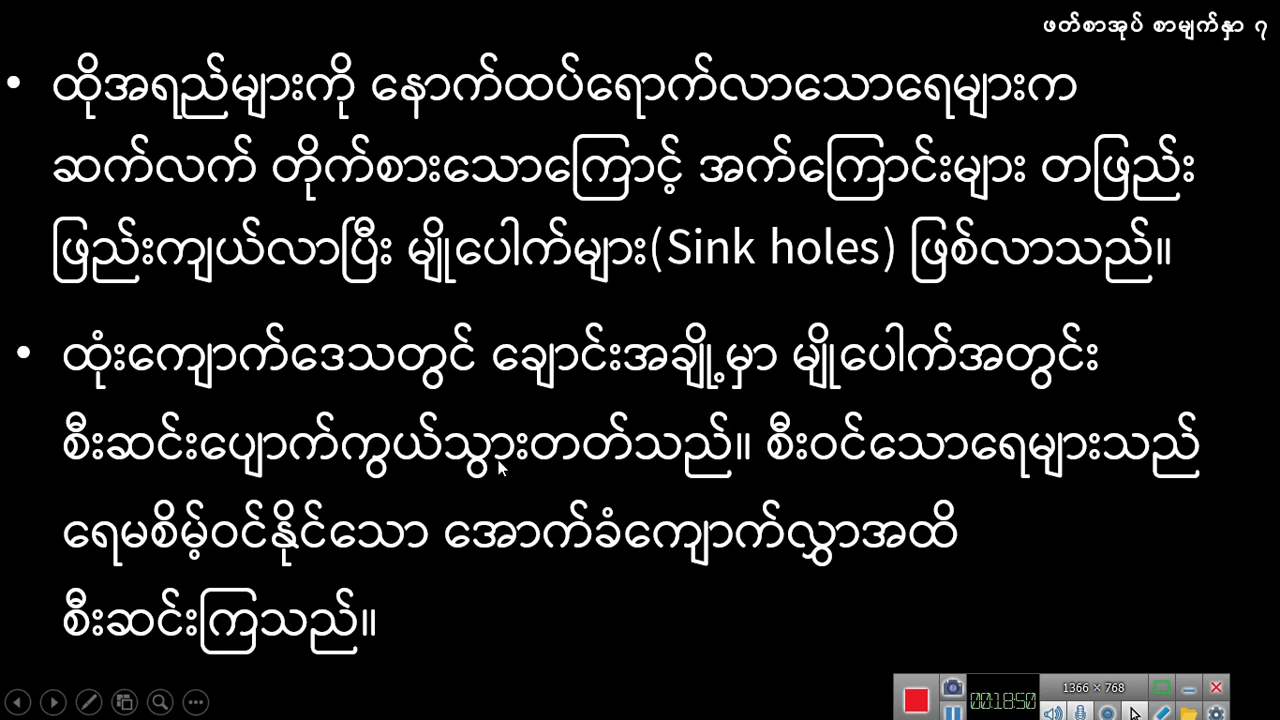 ဖတ်စာအုပ် စာမျက်နှာ ၇
• ထိုအရည်များကို နောက်ထပ်ရောက်လာသောရေများက
ဆက်လက် တိုက်စားသောကြောင့် အက်ကြောင်းများ တဖြည်း
ဖြည်းကျယ်လာပြီး မျိုပေါက်များ(Sink holes) ဖြစ်လာသည်။
• ထုံးကျောက်ဒေသတွင် ချောင်းအချို့မှာ မျိုပေါက်အတွင်း
စီးဆင်းပျောက်ကွယ်သွားတတ်သည်။ စီးဝင်သောရေများသည်
ရေမစိမ့်ဝင်နိုင်သော အောက်ခံကျောက်လွှာအထိ
စီးဆင်းကြသည်။
1366 × 768
00:18:50